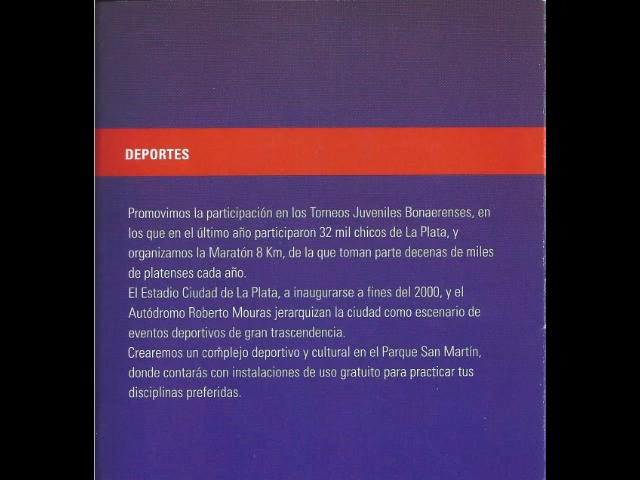 DEPORTES
Promovimos la participación en los Torneos Juveniles Bonaerenses, en
los que en el último año participaron 32 mil chicos de La Plata, y
organizamos la Maratón 8 Km, de la que toman parte decenas de miles
de platenses cada año.
El Estadio Ciudad de La Plata, a inaugurarse a fines del 2000, y el
Autódromo Roberto Mouras jerarquizan la ciudad como escenario de
eventos deportivos de gran trascendencia.
Crearemos un complejo deportivo y cultural en el Parque San Martín,
donde contarás con instalaciones de uso gratuito para practicar tus
disciplinas preferidas.